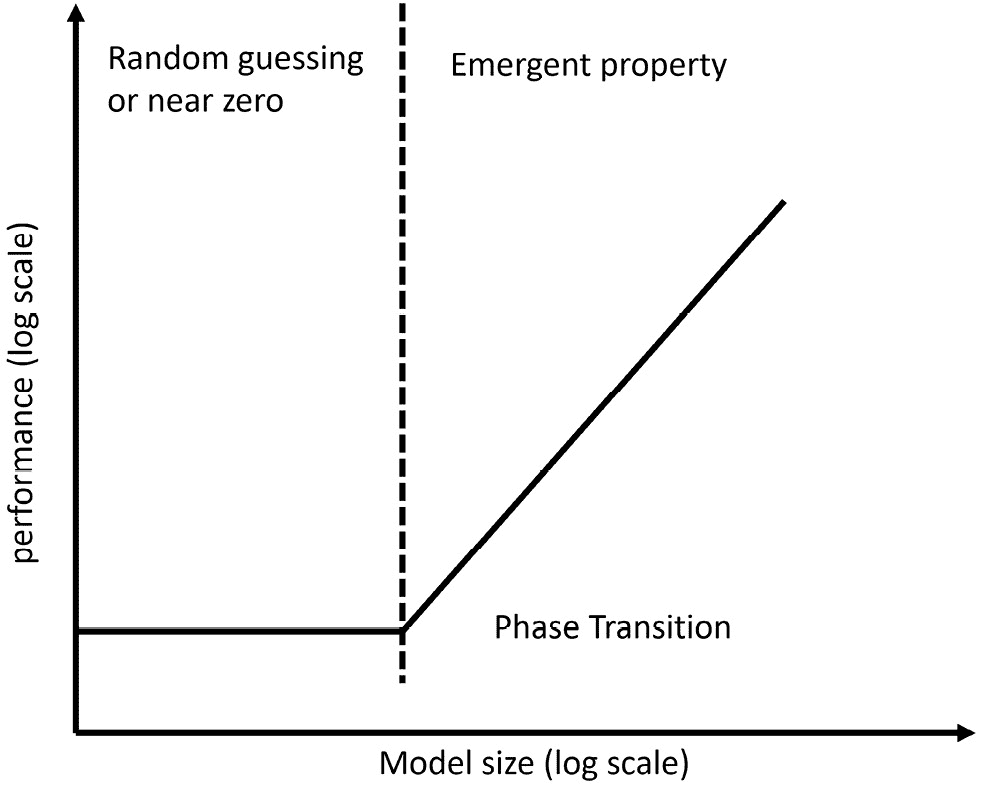 Random guessing
or near zero
Emergent property
performance (log scale)
Phase Transition
Model size (log scale)